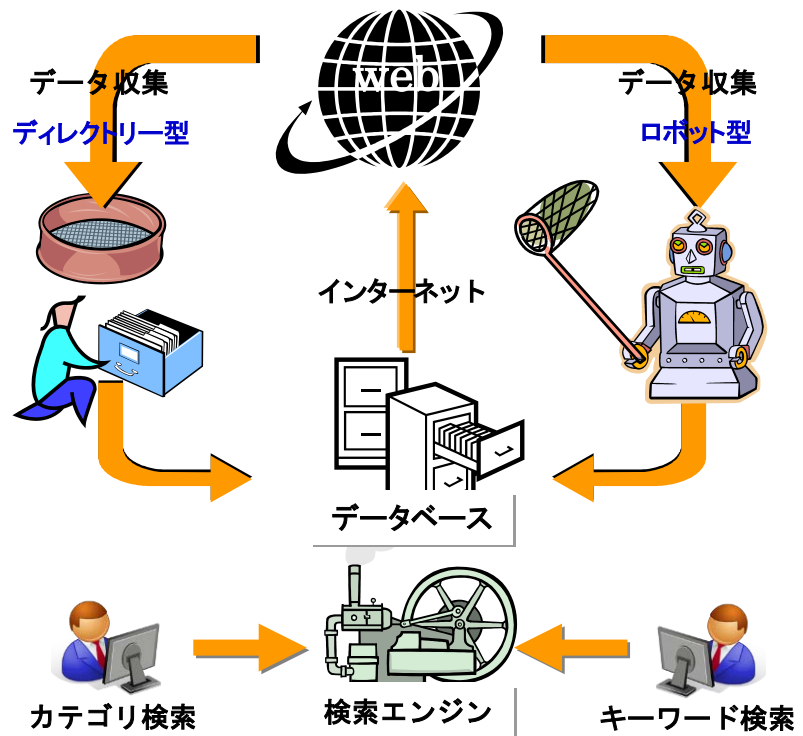 web
データ収集
ディレクトリー型
データ収集
ロボット型
インターネット
データベース
検索エンジン
カテゴリ検索
キーワード検索